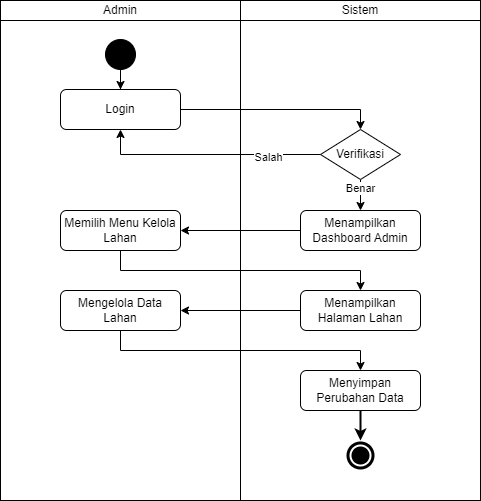 Admin
Sistem
Login
Verifikasi
Salah
Benar
Menampilkan
Dashboard Admin
Memilih Menu Kelola
Lahan
Menampilkan
Halaman Lahan
Mengelola Data
Lahan
Menyimpan
Perubahan Data